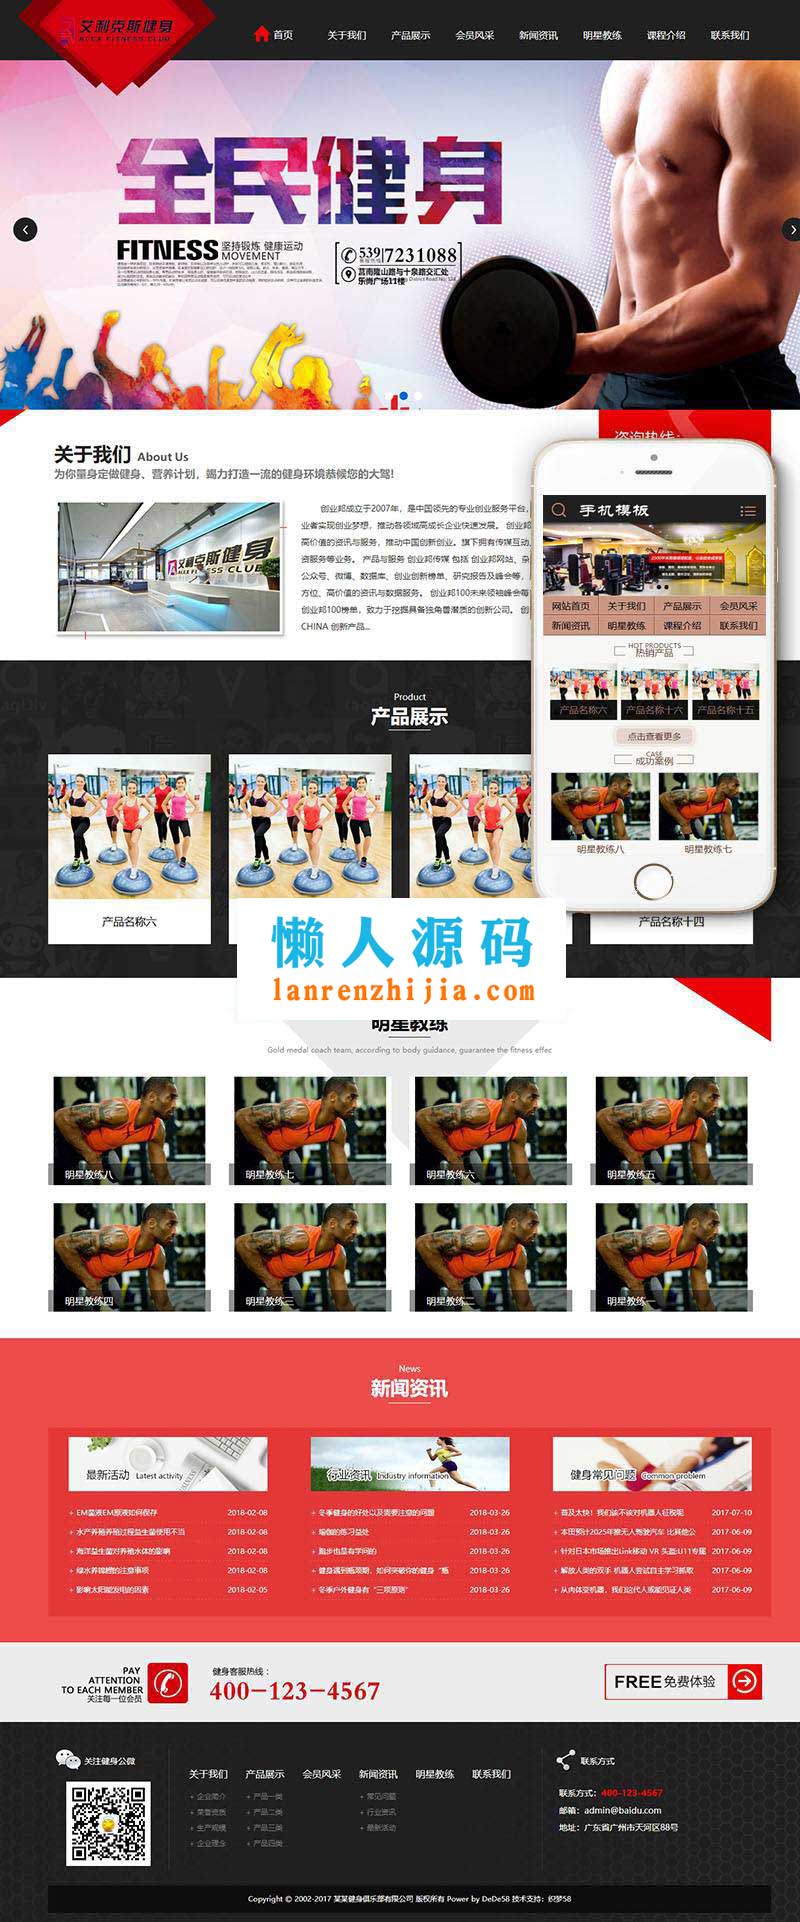 艾利克斯健身
ALEX FITNESS CLUB
首页 关于我们 产品展示 会员风采 新闻资讯 明星教练 课程介绍 联系我们
全民健身
FITNESS 坚持锻炼 健康运动
MOVEMENT
539 7231088
莒南隆山路与十泉路交汇处
乐尚广场11楼
关于我们 About Us
为你量身定做健身、营养计划，竭力打造一流的健身环境恭候您的大驾!
咨询热线:
艾利克斯健身
ALEX FITNESS CLUB
创业邦成立于2007年，是中国领先的专业创业服务平台，
业者实现创业梦想，推动各领域高成长企业快速发展。 创业邦
高价值的资讯与服务，推动中国创新创业。旗下拥有传媒互动、
资服务等业务。 产品与服务 创业邦传媒 包括 创业邦网站、杂
公众号、微博、数据库、创业创新榜单、研究报告及峰会等，
方位、高价值的资讯与数据服务。 创业邦100未来领袖峰会每
创业邦100榜单，致力于挖掘具备独角兽潜质的创新公司。 创
CHINA 创新产品...
手机模板
网站首页 关于我们 产品展示 会员风采
新闻资讯 明星教练 课程介绍 联系我们
HOT PRODUCTS
热销产品
产品名称六 产品名称十六 产品名称十五
点击查看更多
CASE
成功案例
明星教练八 明星教练七
Product
产品展示
产品名称六
产品名称十四
懒人源码
lanrenzhijia.com
明星教练
Gold medal coach team, according to body guidance, guarantee the fitness effec
明星教练八 明星教练七 明星教练六 明星教练五
明星教练四 明星教练三 明星教练二 明星教练一
News
新闻资讯
最新活动 Latest activity
行业资讯 Industry information
健身常见问题 Common problem
+ EM菌液EM原液如何保存 2018-02-08
+ 水产养殖养殖过程益生菌使用不当 2018-02-08
+ 海洋益生菌对养殖水体的影响 2018-02-08
+ 绿水养锦鲤的注意事项 2018-02-08
+ 影响太阳能发电的因素 2018-02-05
+ 冬季健身的好处以及需要注意的问题 2018-03-26
+ 瑜伽的练习益处 2018-03-26
+ 跑步也是有学问的 2018-03-26
+ 健身遇到瓶颈期，如何突破你的健身“瓶 2018-03-26
+ 冬季户外健身有“三项原则” 2018-03-26
+ 普及太快！我们该不该对机器人征税呢 2017-07-10
+ 本田预计2025年推无人驾驶汽车 比其他公 2017-06-09
+ 针对日本市场推出Link移动 VR 头盔:U11专属 2017-06-09
+ 解放人类的双手 机器人尝试自主学习抓取 2017-06-09
+ 从肉体变机器，我们这代人或能见证人类 2017-06-09
PAY
ATTENTION
TO EACH MEMBER
关注每一位会员
健身客服热线：
400-123-4567
FREE免费体验
关注健身公微
关于我们 产品展示 会员风采 新闻资讯 明星教练 联系我们
+ 企业简介 + 产品一类 + 常见问题
+ 荣誉资质 + 产品二类 + 行业资讯
+ 生产规模 + 产品三类 + 最新活动
+ 企业理念 + 产品四类
联系方式
联系方式：400-123-4567
邮箱：admin@baidu.com
地址：广东省广州市天河区88号
Copyright © 2002-2017 某某健身俱乐部有限公司 版权所有 Power by DeDe58 技术支持：织梦58